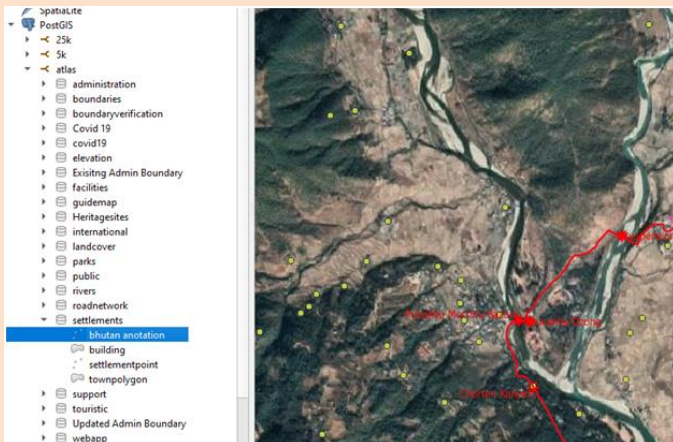 SpatiaLite
PostGIS
25k
5k
atlas
administration
boundaries
boundaryverification
Covid 19
covid19
elevation
Exisitng Admin Boundary
facilities
guidemap
Heritagesites
international
landcover
parks
public
rivers
roadnetwork
settlements
bhutan anotation
building
settlementpoint
townpolygon
support
touristic
Updated Admin Boundary
webapp